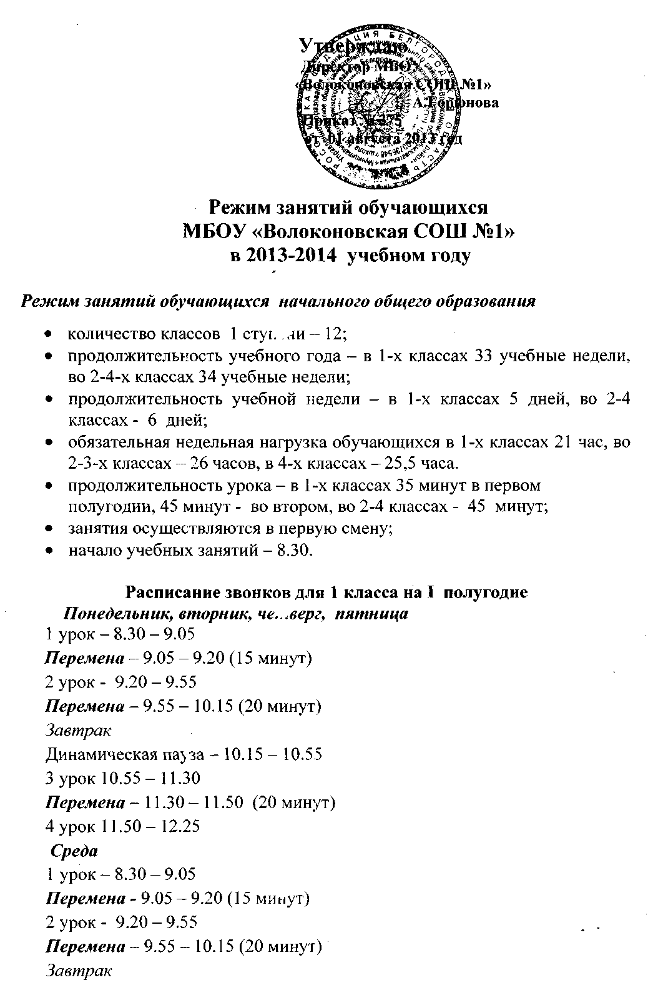 Утверждаю
Директор МБО
«Волоконовская СОШ №1»
Приказ №
от 01 августа 2013 год
Режим занятий обучающихся
МБОУ «Волоконовская СОШ №1»
в 2013-2014 учебном году
Режим занятий обучающихся начального общего образования
• количество классов 1 – 12;
• продолжительность учебного года – в 1-х классах 33 учебные недели,
во 2-4-х классах 34 учебные недели;
• продолжительность учебной недели – в 1-х классах 5 дней, во 2-4
классах - 6 дней;
• обязательная недельная нагрузка обучающихся в 1-х классах 21 час, во
2-3-х классах – 26 часов, в 4-х классах – 25,5 часа.
• продолжительность урока – в 1-х классах 35 минут в первом
полугодии, 45 минут - во втором, во 2-4 классах - 45 минут;
• занятия осуществляются в первую смену;
• начало учебных занятий – 8.30.
Расписание звонков для 1 класса на I полугодие
Понедельник, вторник, четверг, пятница
1 урок – 8.30 – 9.05
Перемена – 9.05 – 9.20 (15 минут)
2 урок - 9.20 – 9.55
Перемена – 9.55 – 10.15 (20 минут)
Завтрак
Динамическая пауза – 10.15 – 10.55
3 урок 10.55 – 11.30
Перемена – 11.30 – 11.50 (20 минут)
4 урок 11.50 – 12.25
Среда
1 урок – 8.30 – 9.05
Перемена - 9.05 – 9.20 (15 минут)
2 урок - 9.20 – 9.55
Перемена – 9.55 – 10.15 (20 минут)
Завтрак